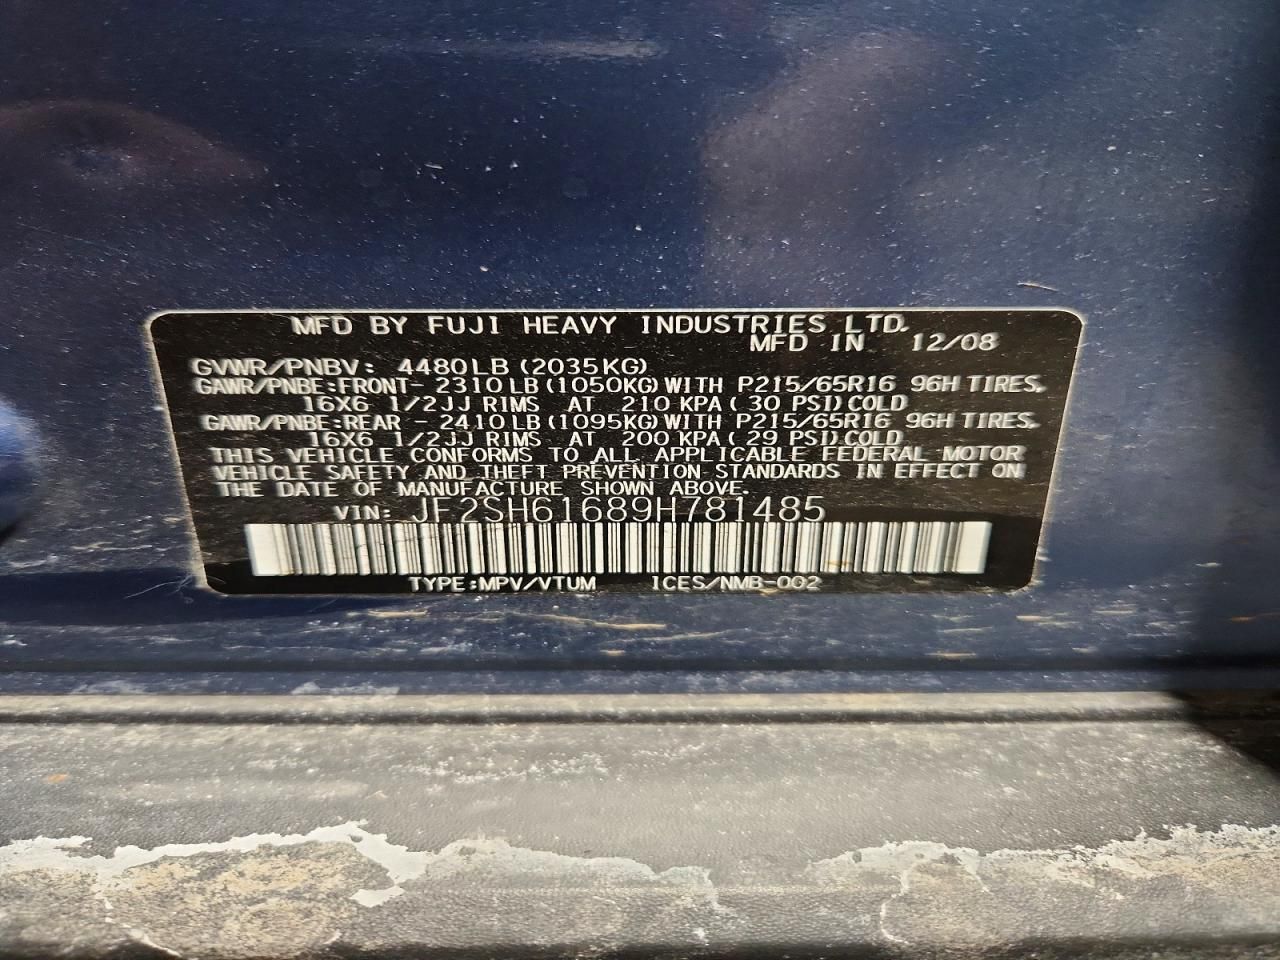 MFD BY FUJI HEAVY INDUSTRIES LTD.
MFD IN 12/08
GVWR/PNBV: 4480LB (2035KG)
GAWR/PNBE:FRONT- 2310LB(1050KG)WITH P215/65R16 96H TIRES.
16X6 1/2JJ RIMS AT 210 KPA( 30 PSI)COLD
GAWR/PNBE:REAR - 2410LB(1095KG)WITH P215/65R16 96H TIRES.
16X6 1/2JJ RIMS AT 200 KPA( 29 PSI)COLD
THIS VEHICLE CONFORMS TO ALL APPLICABLE FEDERAL MOTOR
VEHICLE SAFETY AND THEFT PREVENTION STANDARDS IN EFFECT ON
THE DATE OF MANUFACTURE SHOWN ABOVE.
VIN: JF2SH61689H781485
TYPE:MPV/VTUM ICES/NMB-002